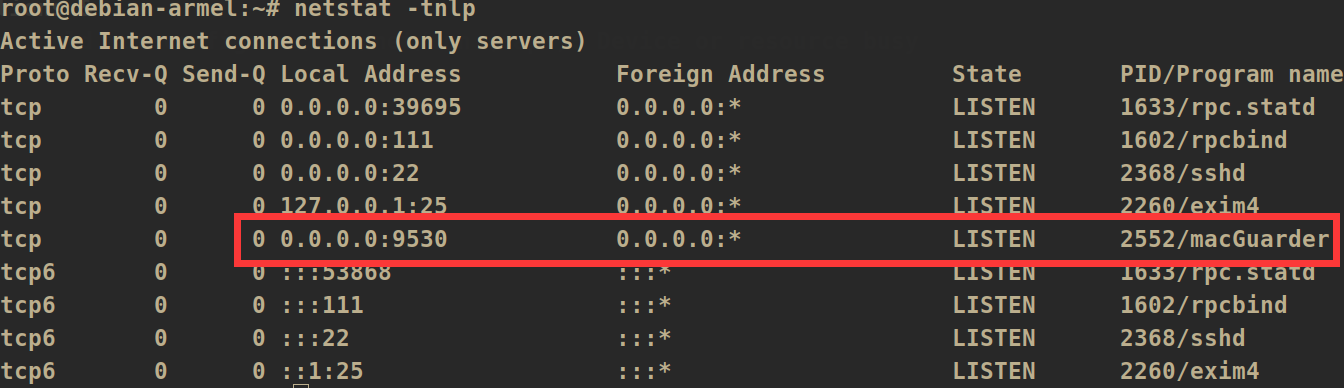 root@debian-armel:~# netstat -tnlp
Active Internet connections (only servers)
Proto Recv-Q Send-Q Local Address           Foreign Address         State       PID/Program name
tcp        0      0 0.0.0.0:39695           0.0.0.0:*               LISTEN      1633/rpc.statd
tcp        0      0 0.0.0.0:111             0.0.0.0:*               LISTEN      1602/rpcbind
tcp        0      0 0.0.0.0:22              0.0.0.0:*               LISTEN      2368/sshd
tcp        0      0 127.0.0.1:25            0.0.0.0:*               LISTEN      2260/exim4
tcp        0      0 0.0.0.0:9530            0.0.0.0:*               LISTEN      2552/macGuarder
tcp6       0      0 :::53868                :::*                    LISTEN      1633/rpc.statd
tcp6       0      0 :::111                  :::*                    LISTEN      1602/rpcbind
tcp6       0      0 :::22                   :::*                    LISTEN      2368/sshd
tcp6       0      0 ::1:25                  :::*                    LISTEN      2260/exim4